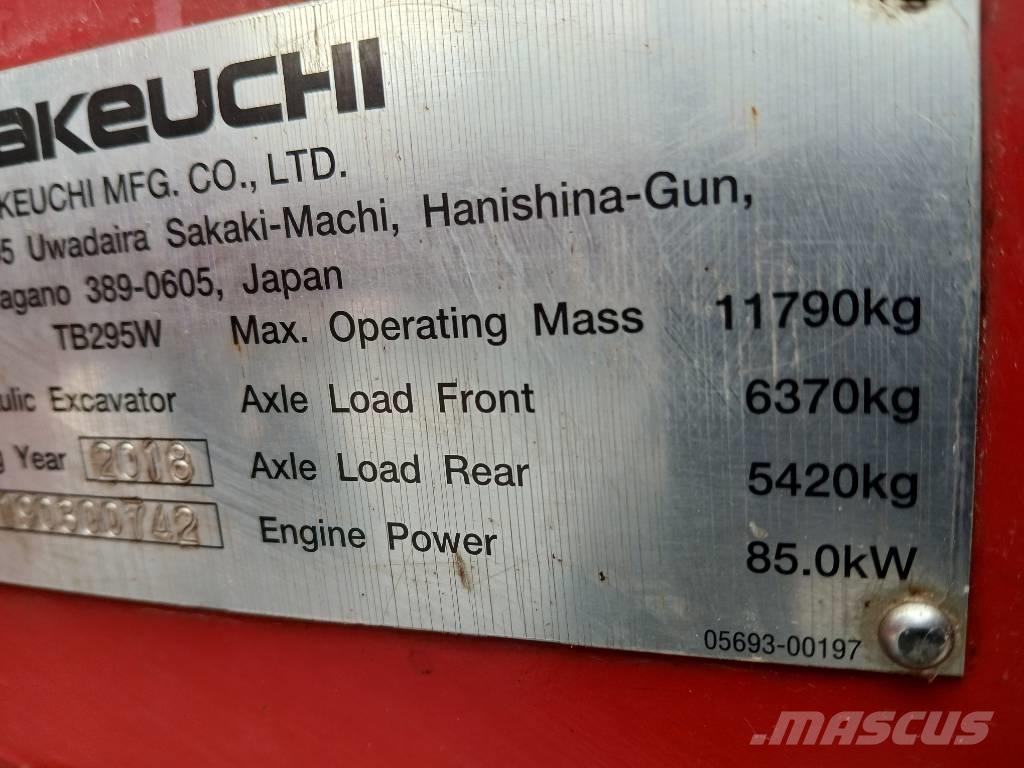 AKEUCHI
KEUCHI MFG. CO., LTD.
5 Uwadaira Sakaki-Machi, Hanishina-Gun,
agano 389-0605, Japan
TB295W Max. Operating Mass 11790kg
ulic Excavator Axle Load Front 6370kg
g Year 2018 Axle Load Rear 5420kg
190300742 Engine Power 85.0kW
05693-00197
.MASCUS